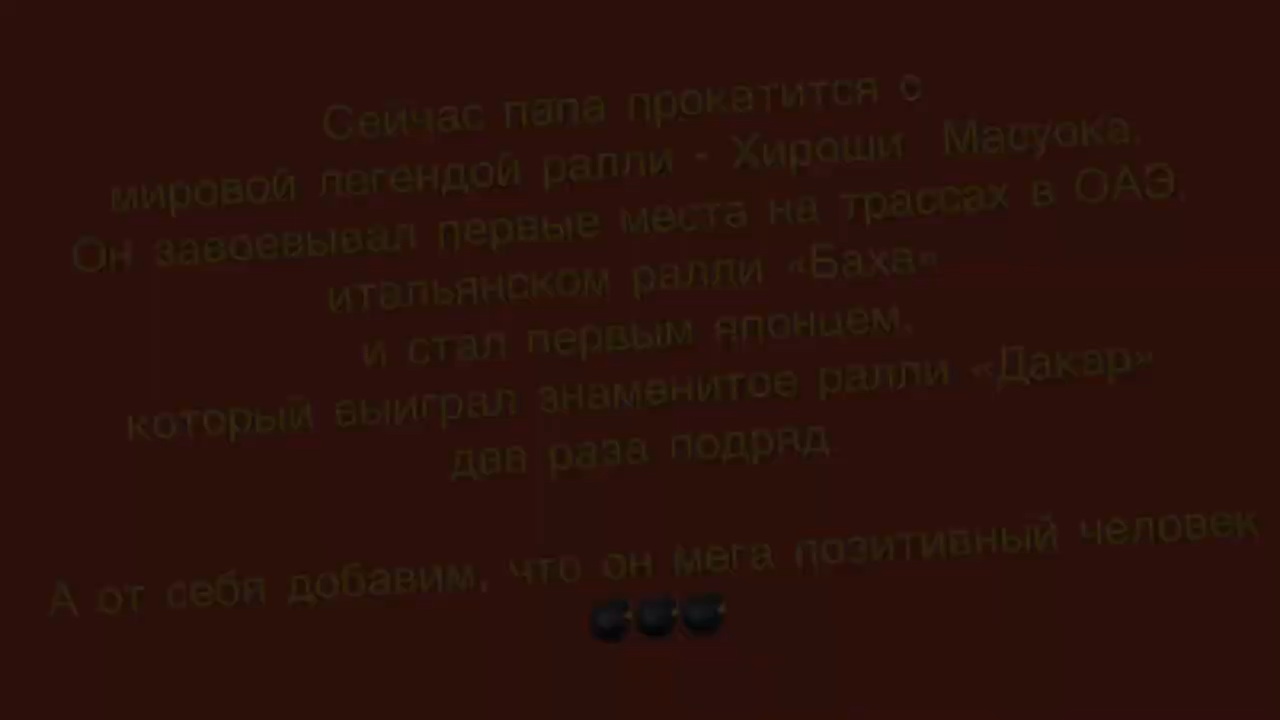 Сейчас папа прокатится с
мировой легендой ралли - Хироши Масуока.
Он завоевывал первые места на трассах в ОАЭ,
итальянском ралли «Баха«
и стал первым японцем,
который выиграл знаменитое ралли «Дакар»
два раза подряд
А от себя добавим, что он мега позитивный человек
💣💣💣